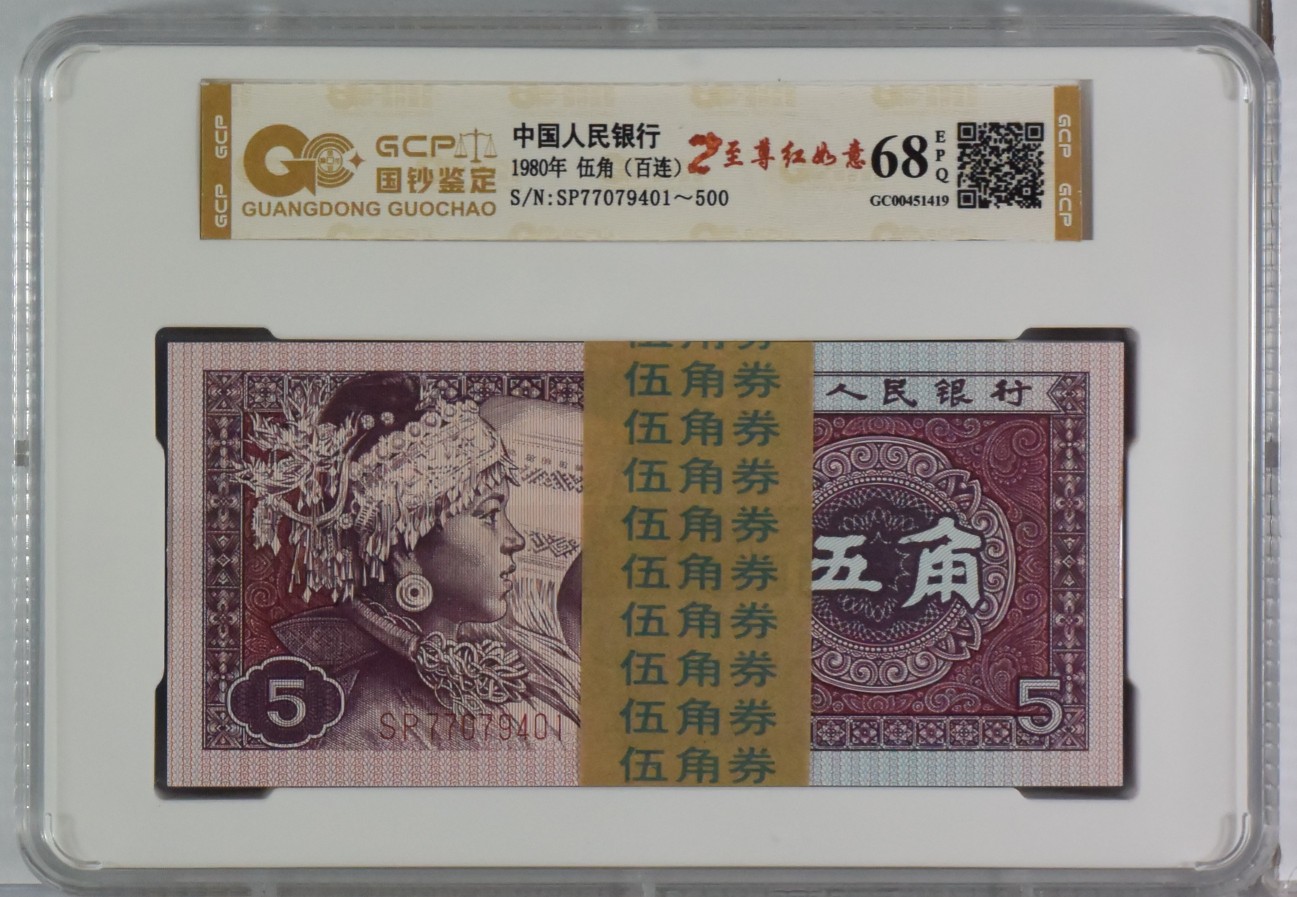 GCP
GCP
GCP
国钞鉴定
GUANGDONG GUOCHAO
中国人民银行
1980年 伍角（百连）
S/N:SP77079401～500
至尊红如意
68
EPQ
GC00451419
GCP
GCP
伍角券
伍角券
伍角券
伍角券
伍角券
伍角券
伍角券
伍角券
伍角券
伍角券
人民银行
五角
5
SP77079401
5